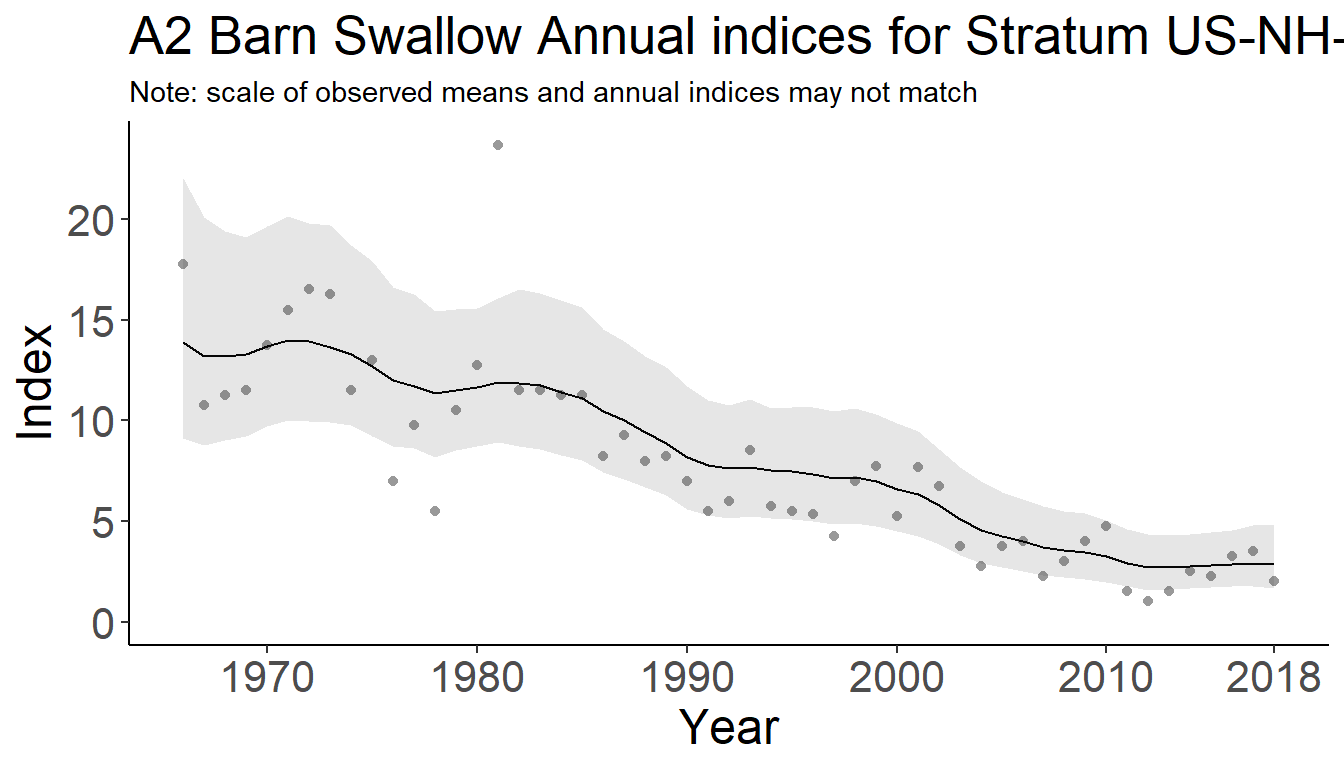 A2 Barn Swallow Annual indices for Stratum US-NH-
Note: scale of observed means and annual indices may not match
Index
20
15
10
5
0
1970 1980 1990 2000 2010 2018
Year